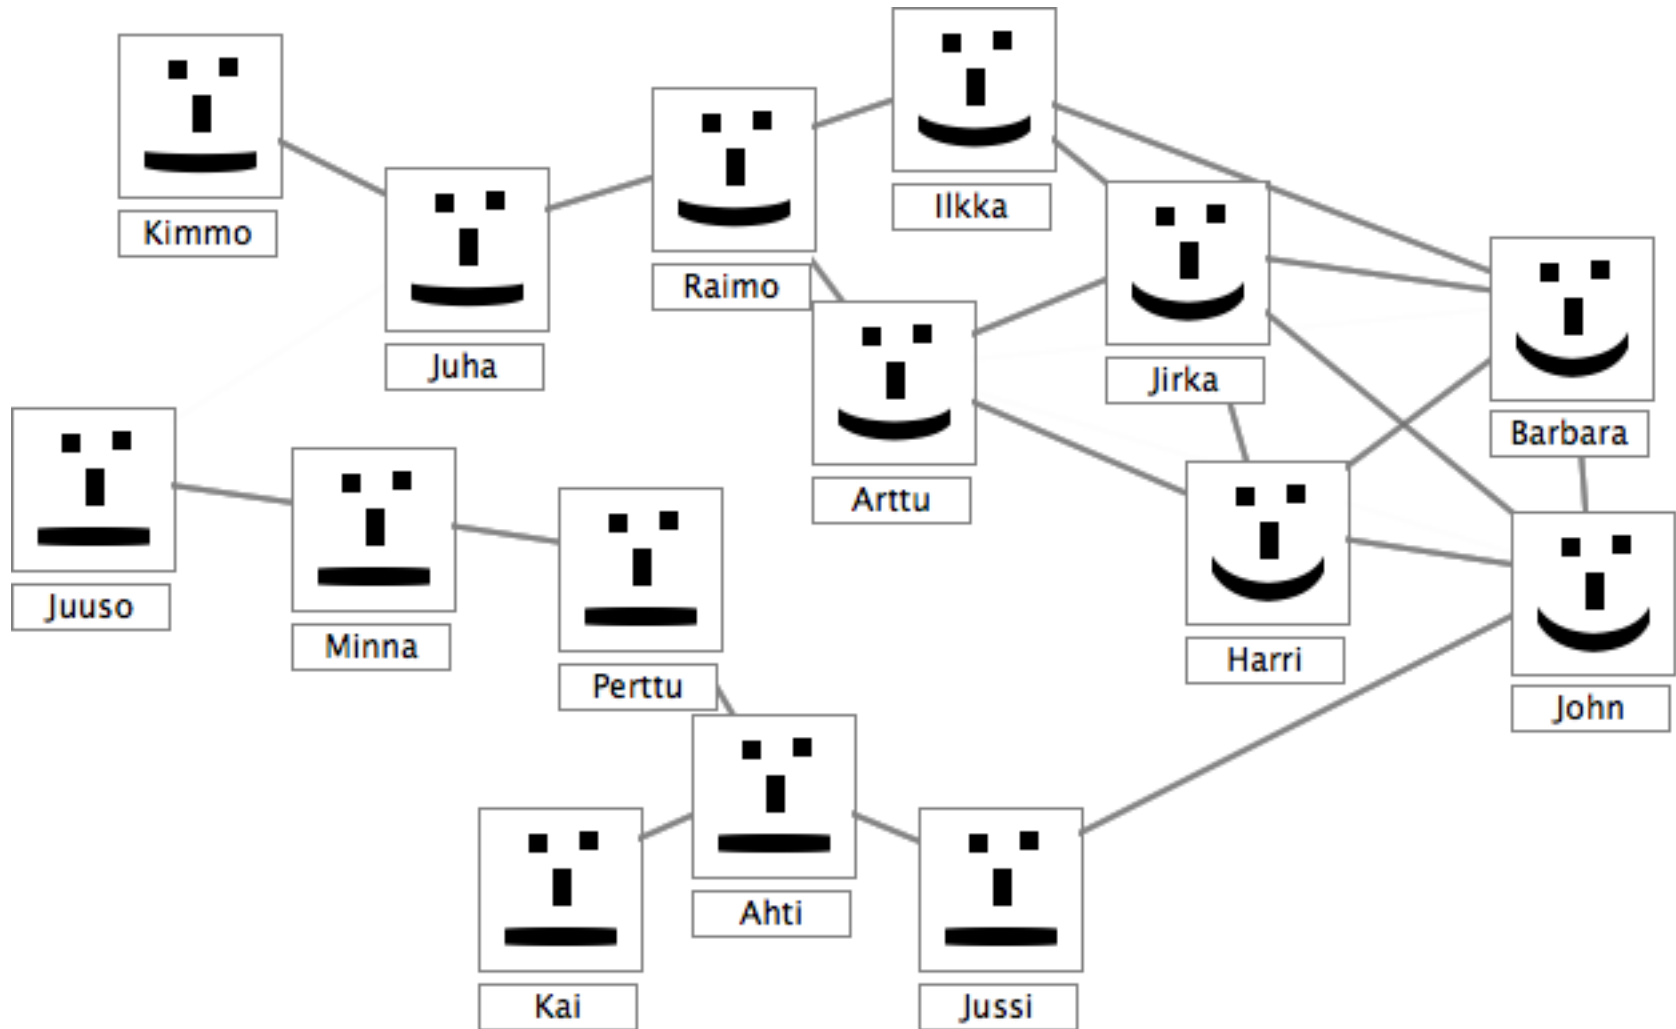 Kimmo
Ilkka
Raimo
Juha
Jirka
Barbara
Arttu
Juuso
Minna
Harri
Perttu
John
Ahti
Kai
Jussi